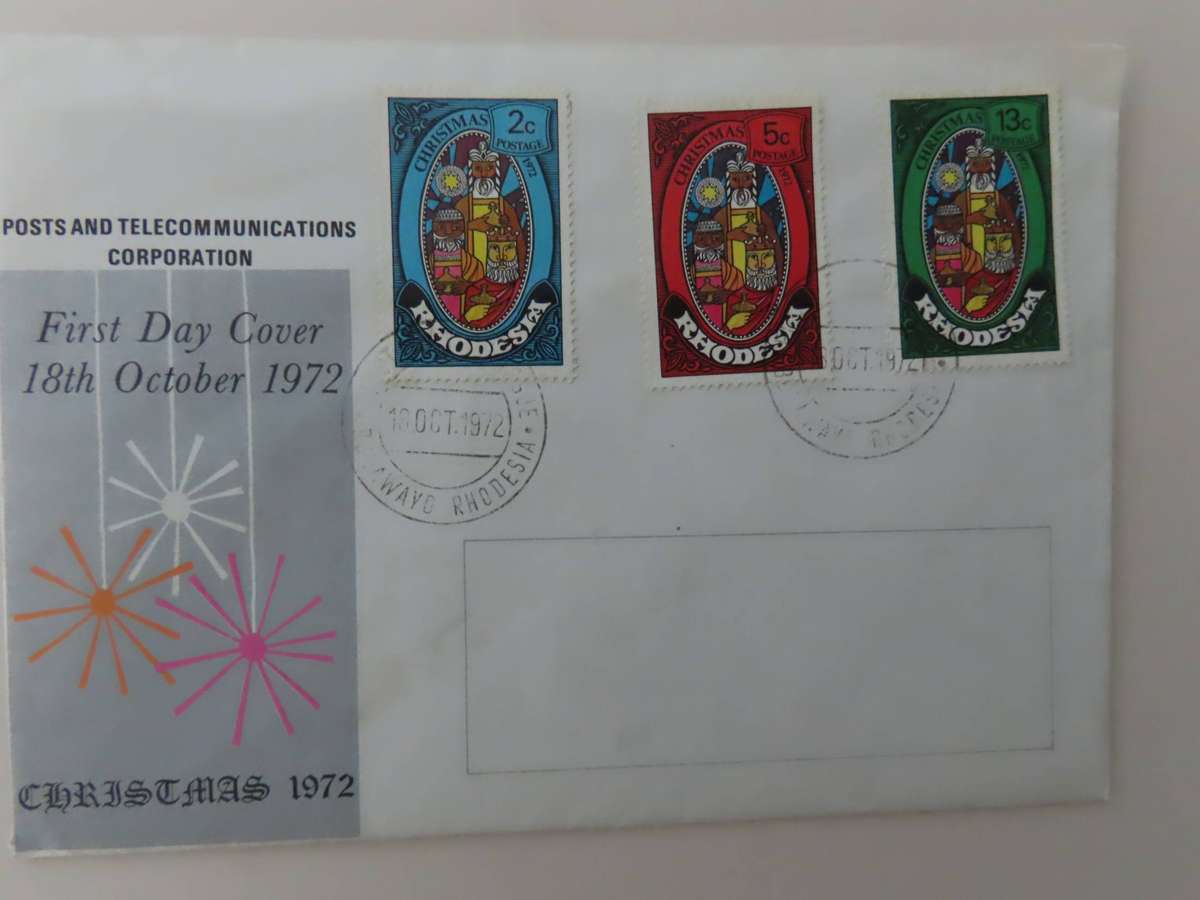 POSTS AND TELECOMMUNICATIONS
CORPORATION
First Day Cover
18th October 1972
CHRISTMAS 1972
CHRISTMAS
2c
POSTAGE
1972
RHODESIA
CHRISTMAS
5c
POSTAGE
1972
RHODESIA
CHRISTMAS
13c
POSTAGE
1972
RHODESIA
18.OCT.1972
RHODESIA
OCT.1972